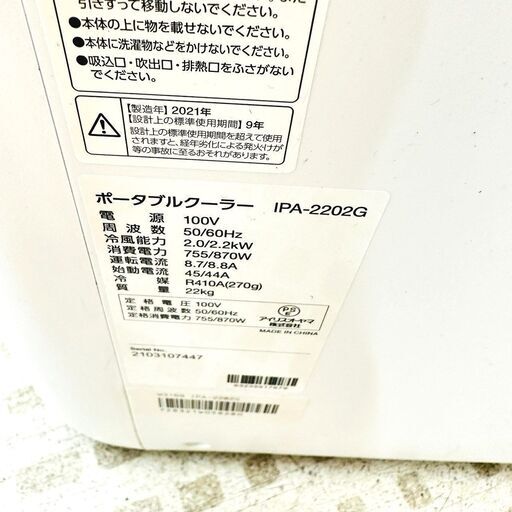 引きずって移動しないでください。
●本体の上に物を載せないでください。
●本体に洗濯物などをかけないでください。
●吸込口・吹出口・排熱口をふさがない
でください。
【製造年】2021年
【設計上の標準使用期間】9年
設計上の標準使用期間を超えて使用
されますと、経年劣化による発火けが
等の事故に至るおそれがあります。
ポータブルクーラー IPA-2202G
電源 100V
周波数 50/60Hz
冷風能力 2.0/2.2kW
消費電力 755/870W
運転電流 8.7/8.8A
始動電流 45/44A
冷媒 R410A(270g)
質量 22kg
定格電圧 100V
定格周波数 50/60Hz
定格消費電力 755/870W
PS
E
アイリスオーヤマ
株式会社
MADE IN CHINA
Serial No.
2103107447